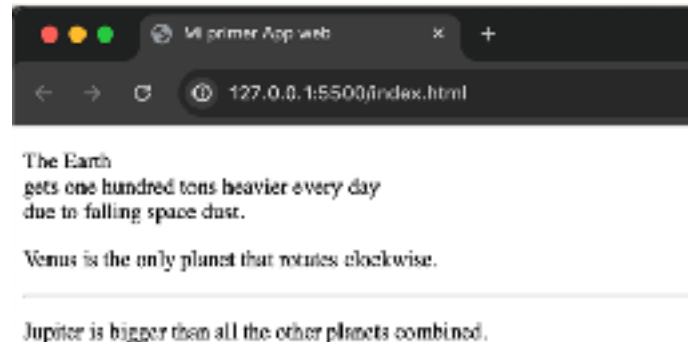 Mi primer App web
127.0.0.1:5500/index.html
The Earth
gets one hundred tons heavier every day
due to falling space dust.
Venus is the only planet that rotates clockwise.
Jupiter is bigger than all the other planets combined.